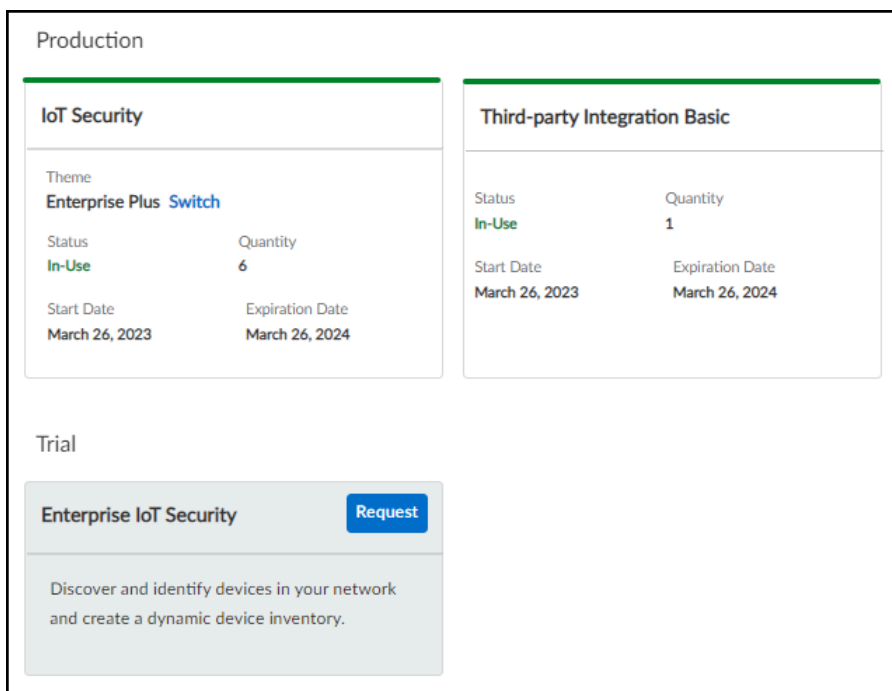 Production
IoT Security
Theme
Enterprise Plus Switch
Status Quantity
In-Use 6
Start Date Expiration Date
March 26, 2023 March 26, 2024
Third-party Integration Basic
Status Quantity
In-Use 1
Start Date Expiration Date
March 26, 2023 March 26, 2024
Trial
Enterprise IoT Security Request
Discover and identify devices in your network
and create a dynamic device inventory.